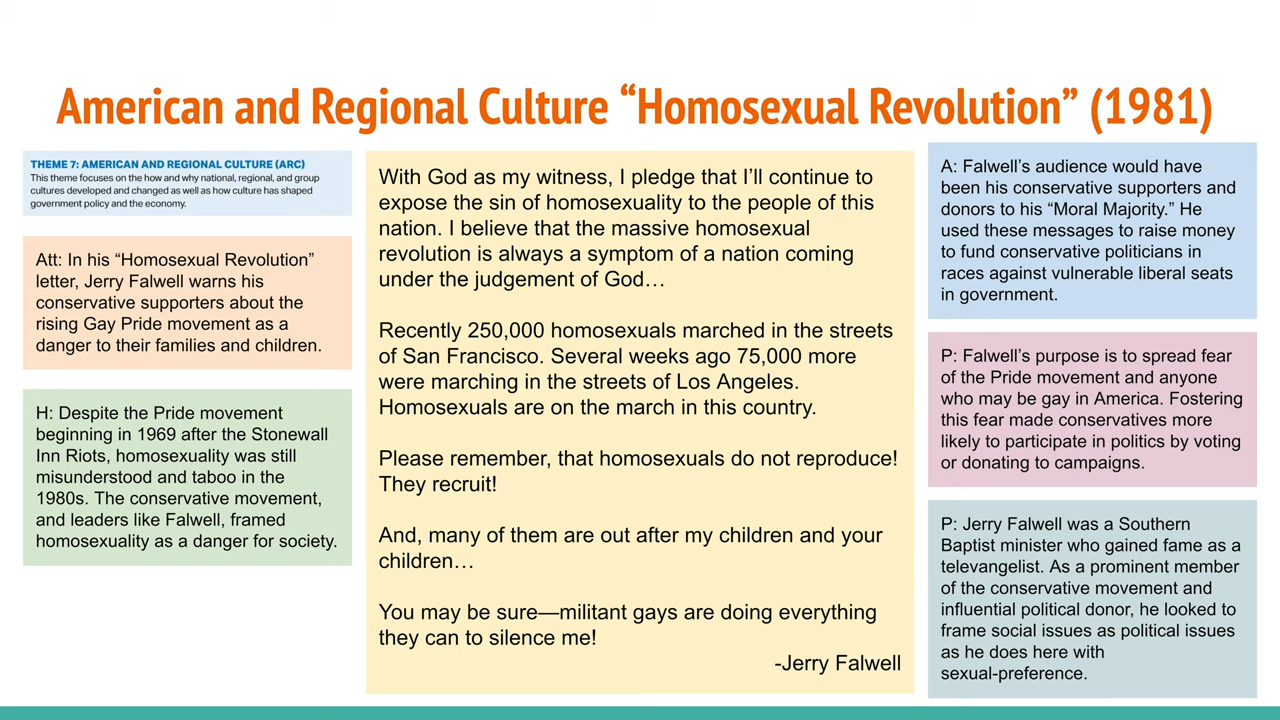 American and Regional Culture “Homosexual Revolution” (1981)
THEME 7: AMERICAN AND REGIONAL CULTURE (ARC)
This theme focuses on the how and why national, regional, and group
cultures developed and changed as well as how culture has shaped
government policy and the economy.
Att: In his “Homosexual Revolution”
letter, Jerry Falwell warns his
conservative supporters about the
rising Gay Pride movement as a
danger to their families and children.
H: Despite the Pride movement
beginning in 1969 after the Stonewall
Inn Riots, homosexuality was still
misunderstood and taboo in the
1980s. The conservative movement,
and leaders like Falwell, framed
homosexuality as a danger for society.
With God as my witness, I pledge that I’ll continue to
expose the sin of homosexuality to the people of this
nation. I believe that the massive homosexual
revolution is always a symptom of a nation coming
under the judgement of God…
Recently 250,000 homosexuals marched in the streets
of San Francisco. Several weeks ago 75,000 more
were marching in the streets of Los Angeles.
Homosexuals are on the march in this country.
Please remember, that homosexuals do not reproduce!
They recruit!
And, many of them are out after my children and your
children…
You may be sure—militant gays are doing everything
they can to silence me!
-Jerry Falwell
A: Falwell’s audience would have
been his conservative supporters and
donors to his “Moral Majority.” He
used these messages to raise money
to fund conservative politicians in
races against vulnerable liberal seats
in government.
P: Falwell’s purpose is to spread fear
of the Pride movement and anyone
who may be gay in America. Fostering
this fear made conservatives more
likely to participate in politics by voting
or donating to campaigns.
P: Jerry Falwell was a Southern
Baptist minister who gained fame as a
televangelist. As a prominent member
of the conservative movement and
influential political donor, he looked to
frame social issues as political issues
as he does here with
sexual-preference.